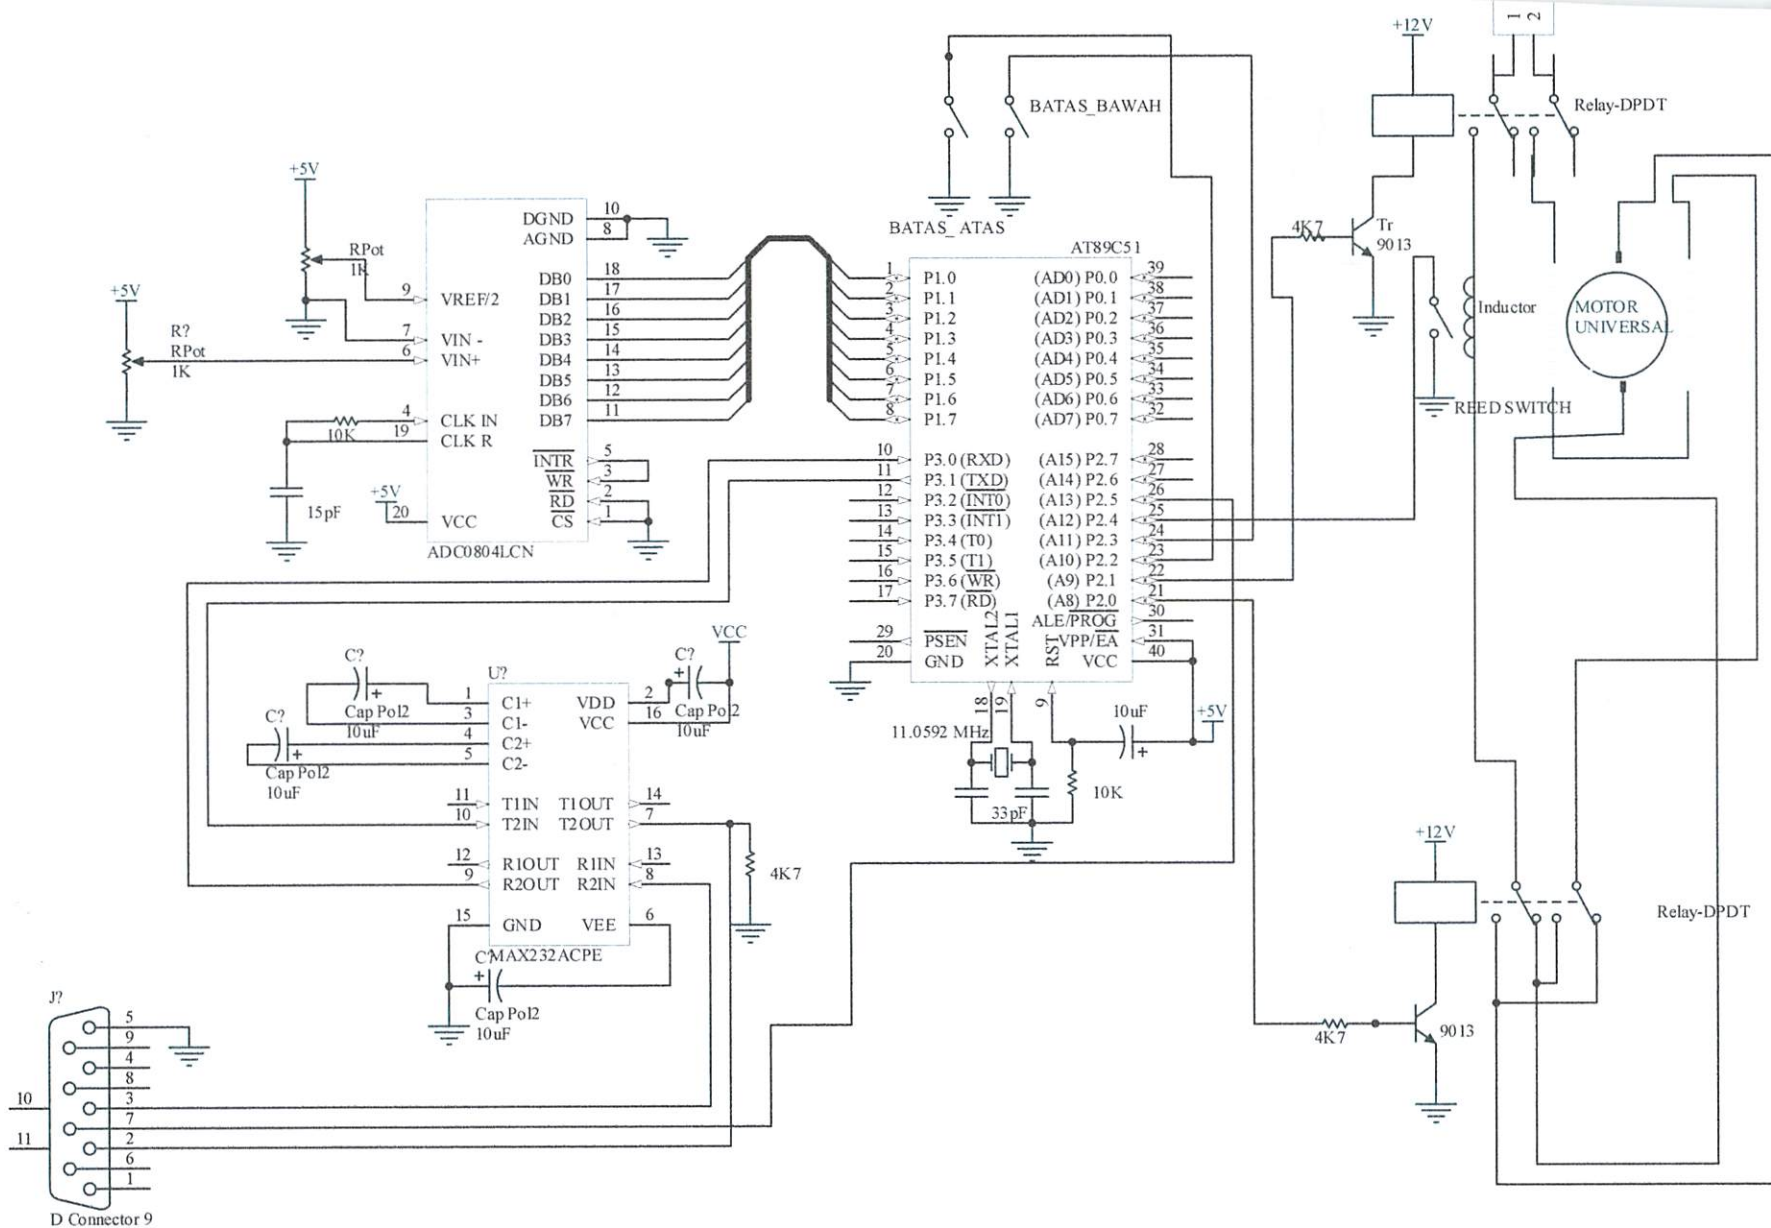 +12V
1
2
Relay-DPDT
BATAS_BAWAH
BATAS_ATAS
4K7
Tr
9013
Inductor
MOTOR
UNIVERSAL
REED SWITCH
+5V
RPot
1K
+5V
R?
RPot
1K
10K
15pF
+5V
9 VREF/2
7 VIN -
6 VIN+
4 CLK IN
19 CLK R
20 VCC
DGND 10
AGND 8
DB0 18
DB1 17
DB2 16
DB3 15
DB4 14
DB5 13
DB6 12
DB7 11
INTR 5
WR 3
RD 2
CS 1
ADC0804LCN
AT89C51
1 P1.0
2 P1.1
3 P1.2
4 P1.3
5 P1.4
6 P1.5
7 P1.6
8 P1.7
10 P3.0 (RXD)
11 P3.1 (TXD)
12 P3.2 (INT0)
13 P3.3 (INT1)
14 P3.4 (T0)
15 P3.5 (T1)
16 P3.6 (WR)
17 P3.7 (RD)
29 PSEN
20 GND
(AD0) P0.0 39
(AD1) P0.1 38
(AD2) P0.2 37
(AD3) P0.3 36
(AD4) P0.4 35
(AD5) P0.5 34
(AD6) P0.6 33
(AD7) P0.7 32
(A15) P2.7 28
(A14) P2.6 27
(A13) P2.5 26
(A12) P2.4 25
(A11) P2.3 24
(A10) P2.2 23
(A9) P2.1 22
(A8) P2.0 21
ALE/PROG 30
VPP/EA 31
VCC 40
XTAL2
XTAL1
RST
18
19
9
11.0592 MHz
33pF
10uF
+5V
10K
VCC
C?
Cap Pol2
10uF
C?
Cap Pol2
10uF
C?
Cap Pol2
10uF
U?
1 C1+
3 C1-
4 C2+
5 C2-
11 T1IN
10 T2IN
12 R1OUT
9 R2OUT
15 GND
VDD 2
VCC 16
T1OUT 14
T2OUT 7
R1IN 13
R2IN 8
VEE 6
MAX232ACPE
4K7
C?
Cap Pol2
10uF
+12V
Relay-DPDT
4K7
9013
J?
5
9
4
8
3
7
2
6
1
10
11
D Connector 9